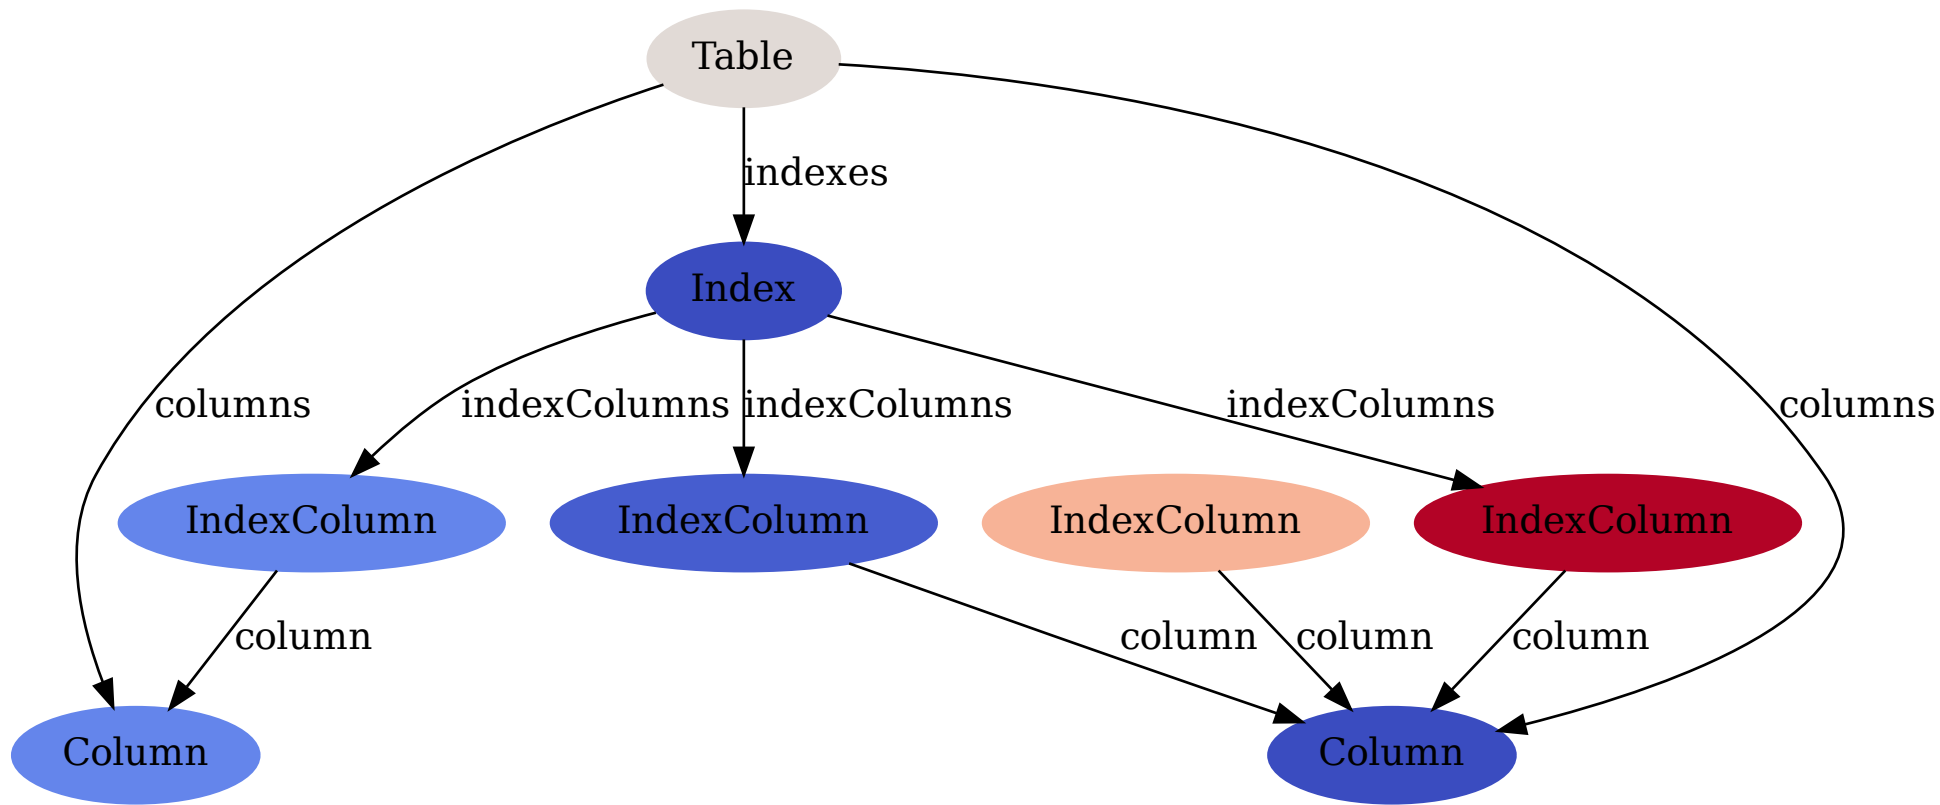 Table
indexes
Index
columns
indexColumns
indexColumns
indexColumns
columns
IndexColumn
IndexColumn
IndexColumn
IndexColumn
column
column
column
column
Column
Column